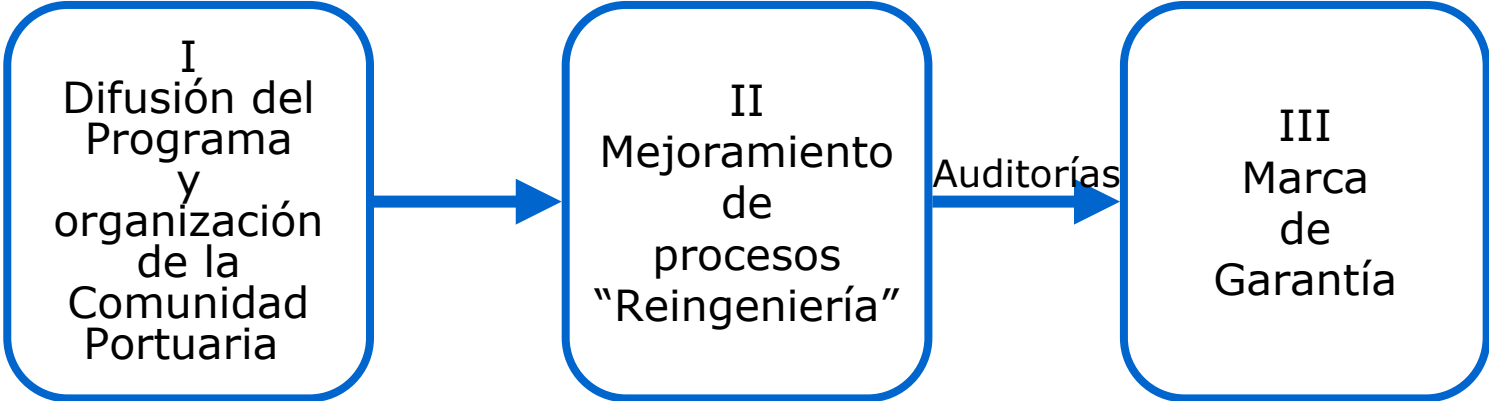 I
Difusión del
Programa
y
organización
de la
Comunidad
Portuaria
II
Mejoramiento
de
procesos
“Reingeniería”
Auditorías
III
Marca
de
Garantía